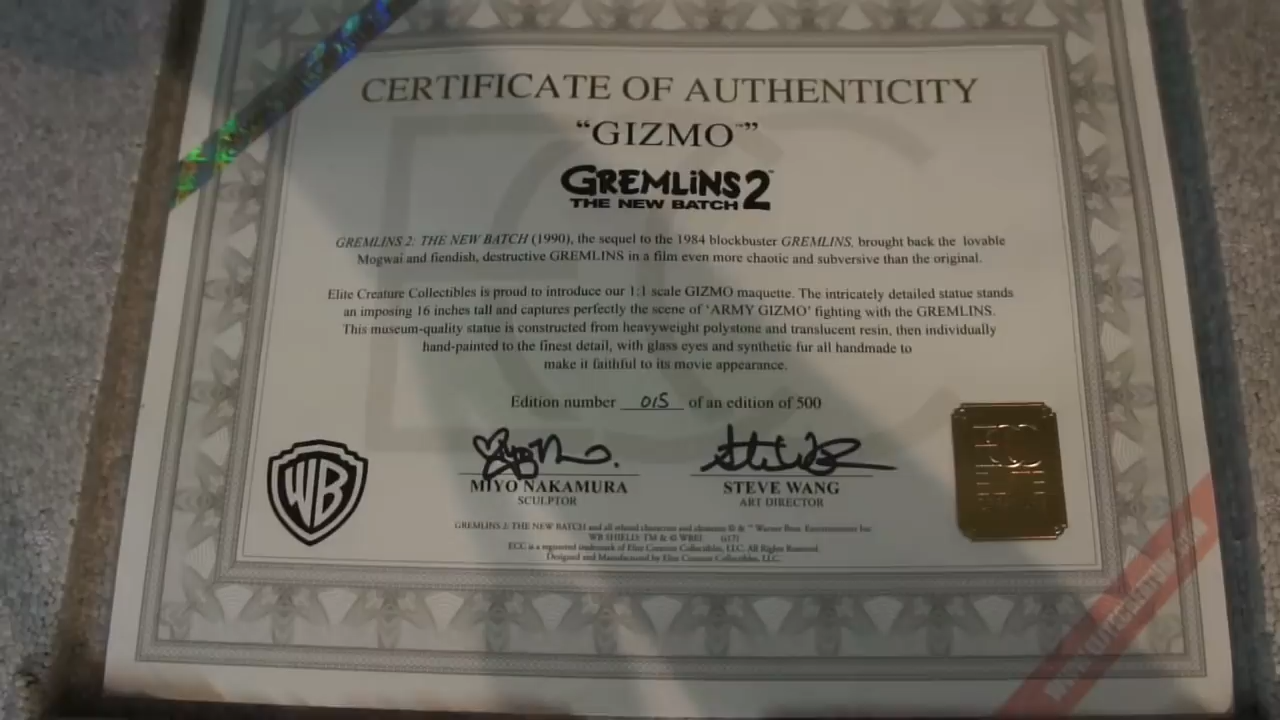 CERTIFICATE OF AUTHENTICITY
“GIZMO™”
GREMLiNS 2™
THE NEW BATCH
GREMLINS 2: THE NEW BATCH (1990), the sequel to the 1984 blockbuster GREMLINS, brought back the lovable
Mogwai and fiendish, destructive GREMLINS in a film even more chaotic and subversive than the original.
Elite Creature Collectibles is proud to introduce our 1:1 scale GIZMO maquette. The intricately detailed statue stands
an imposing 16 inches tall and captures perfectly the scene of ‘ARMY GIZMO’ fighting with the GREMLINS.
This museum-quality statue is constructed from heavyweight polystone and translucent resin, then individually
hand-painted to the finest detail, with glass eyes and synthetic fur all handmade to
make it faithful to its movie appearance.
Edition number 015 of an edition of 500
MIYO NAKAMURA
SCULPTOR
STEVE WANG
ART DIRECTOR
WB
ECC
GREMLINS 2: THE NEW BATCH and all related characters and elements © & ™ Warner Bros. Entertainment Inc.
WB SHIELD: TM & © WBEI.
ECC is a registered trademark of Elite Creature Collectibles, LLC. All Rights Reserved.
Designed and Manufactured by Elite Creature Collectibles, LLC.